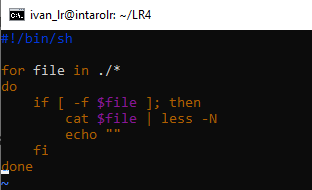 ivan_lr@intarolr: ~/LR4
#!/bin/sh
for file in ./*
do
    if [ -f $file ]; then
        cat $file | less -N
        echo ""
    fi
done
~